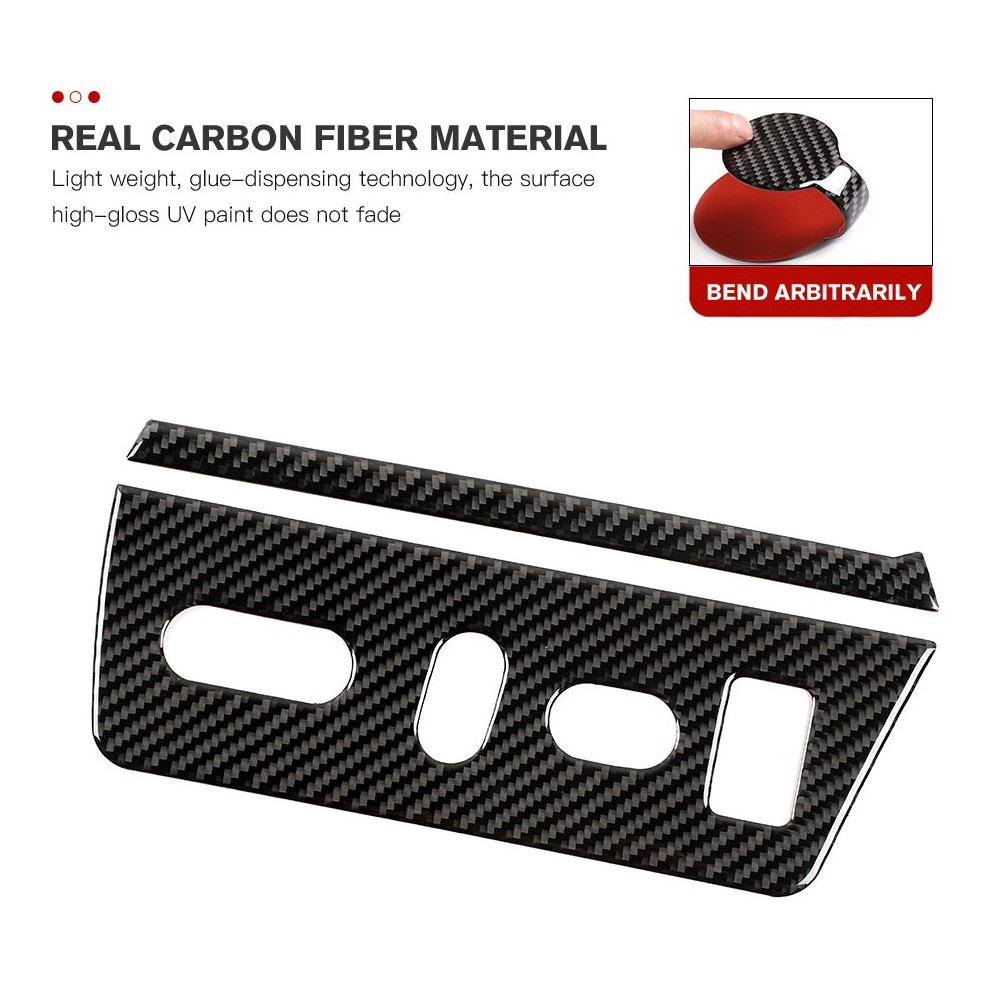 REAL CARBON FIBER MATERIAL
Light weight, glue-dispensing technology, the surface
high-gloss UV paint does not fade
BEND ARBITRARILY